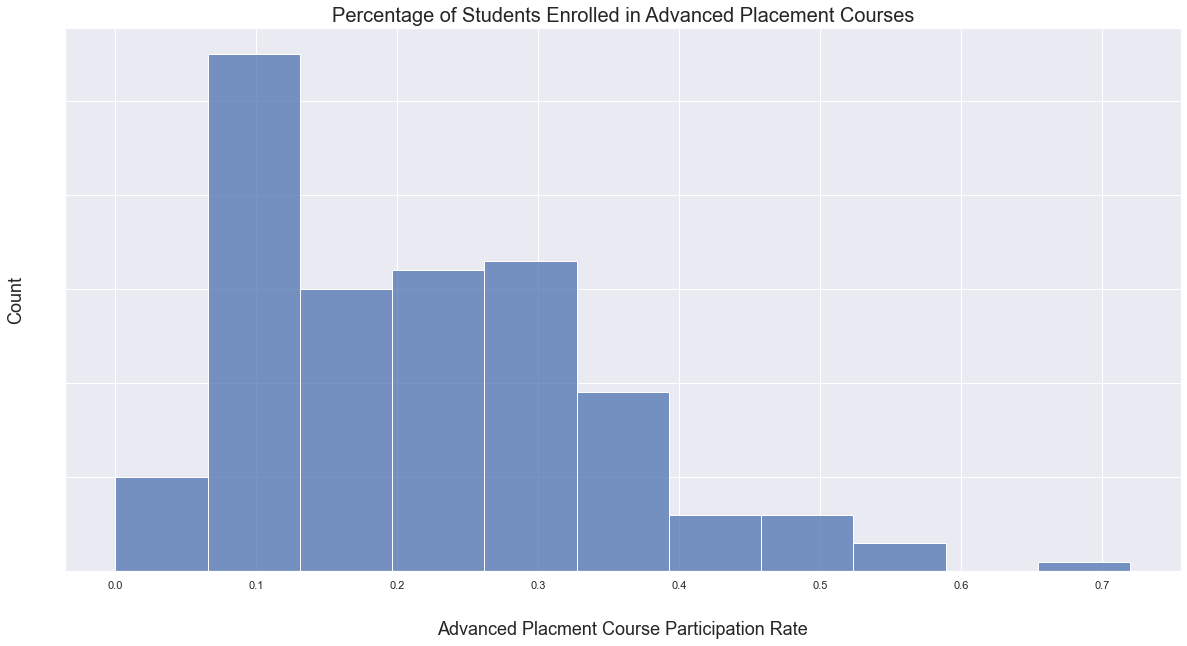 Percentage of Students Enrolled in Advanced Placement Courses
Count
0.0 0.1 0.2 0.3 0.4 0.5 0.6 0.7
Advanced Placment Course Participation Rate